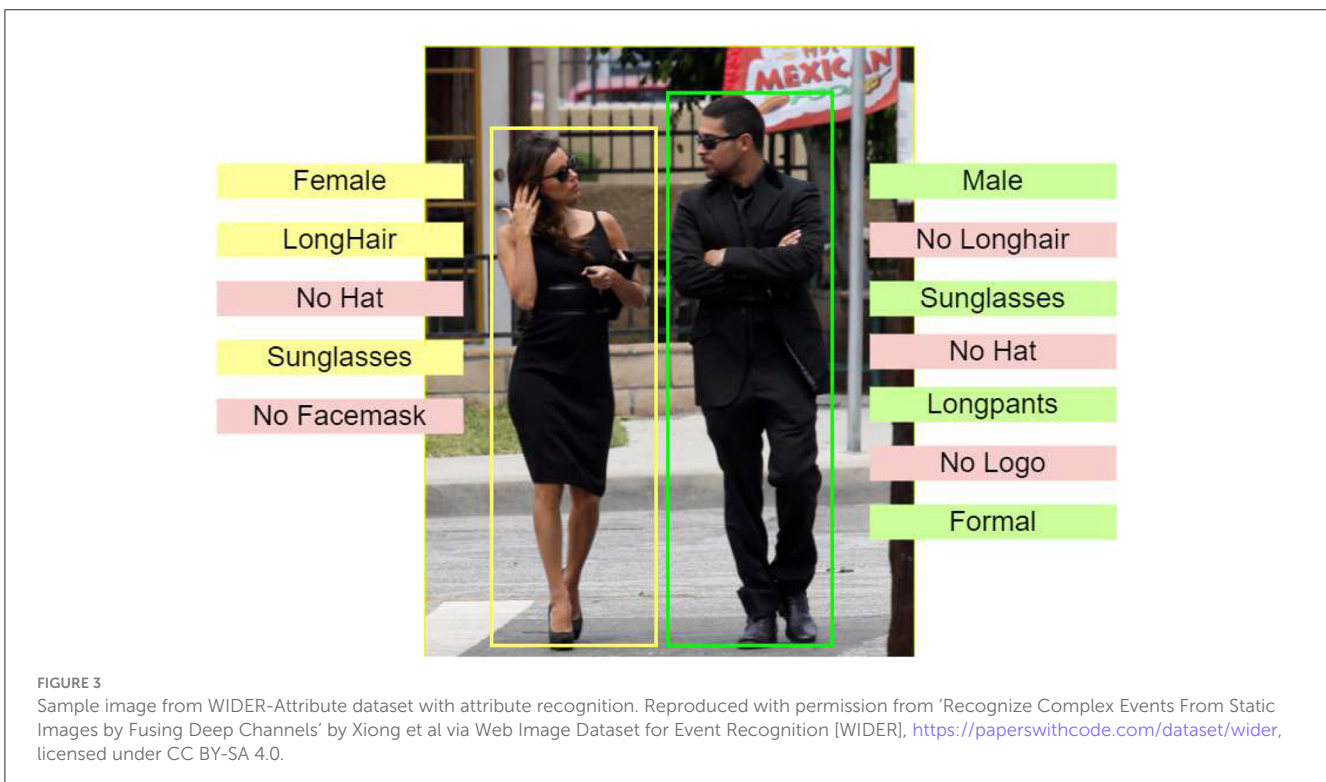 MEXICAN
Female
LongHair
No Hat
Sunglasses
No Facemask
Male
No Longhair
Sunglasses
No Hat
Longpants
No Logo
Formal
FIGURE 3
Sample image from WIDER-Attribute dataset with attribute recognition. Reproduced with permission from ‘Recognize Complex Events From Static
Images by Fusing Deep Channels’ by Xiong et al via Web Image Dataset for Event Recognition [WIDER], https://paperswithcode.com/dataset/wider,
licensed under CC BY-SA 4.0.